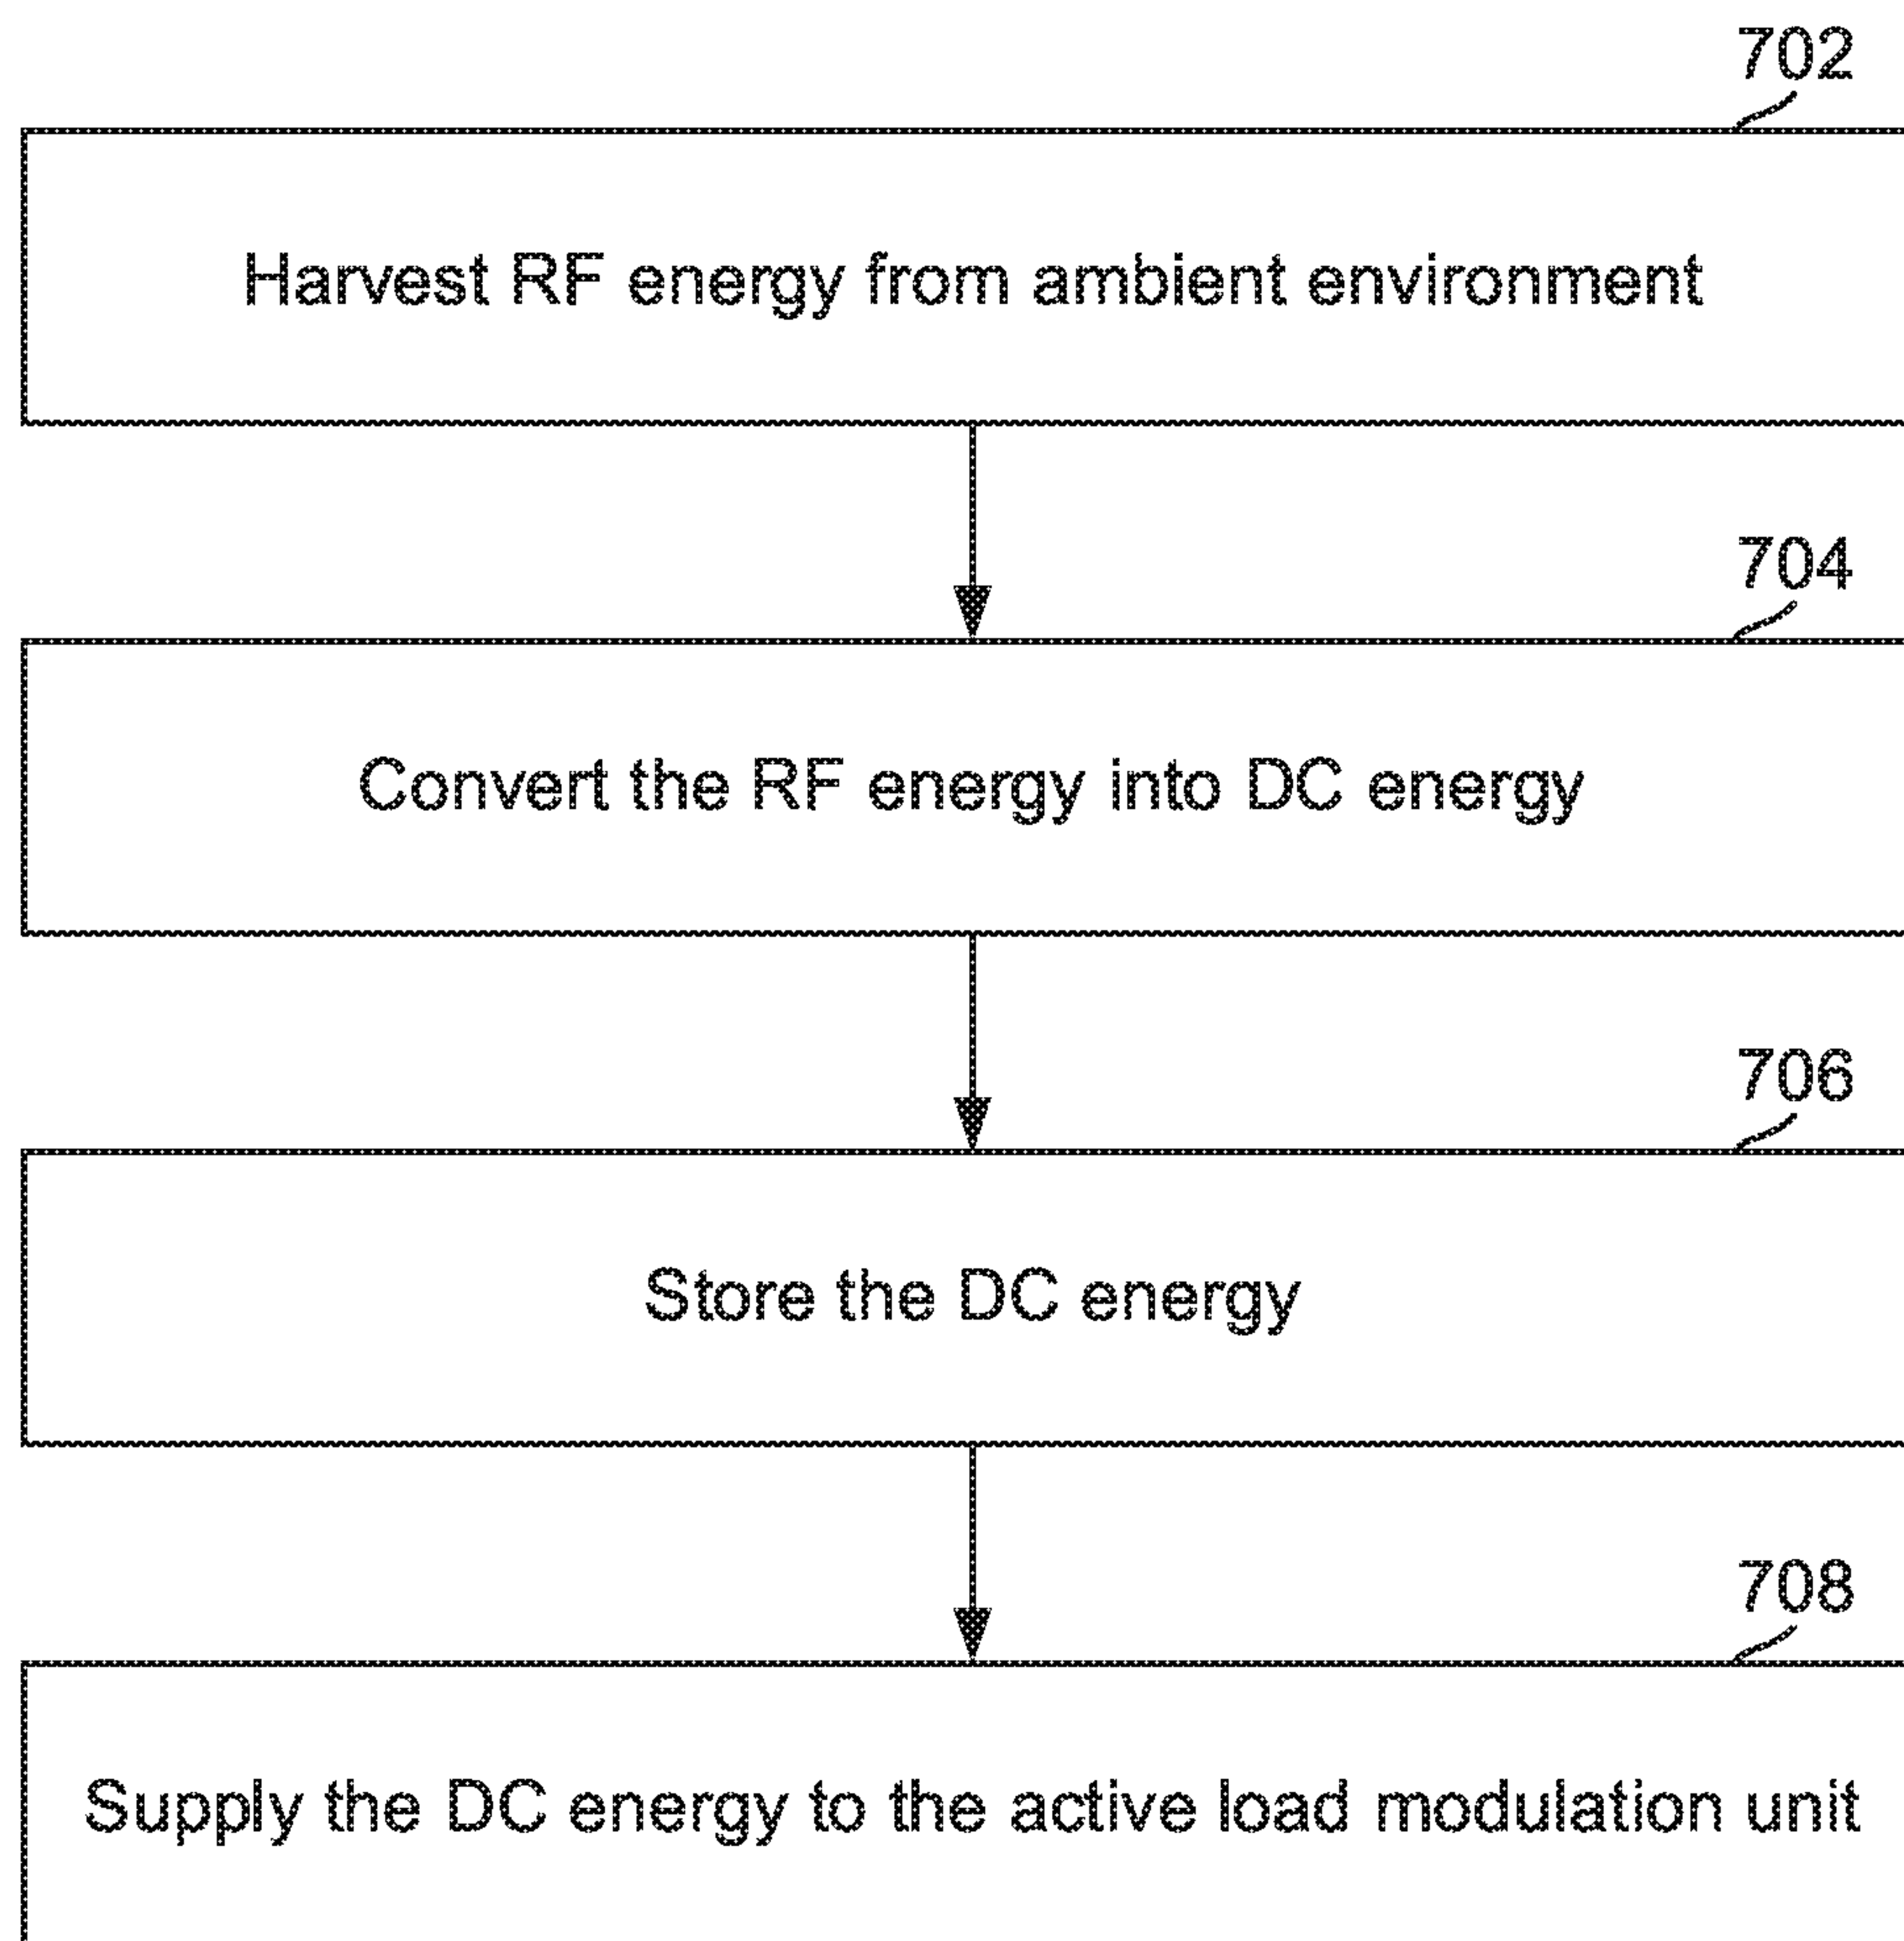 702
Harvest RF energy from ambient environment
704
Convert the RF energy into DC energy
706
Store the DC energy
708
Supply the DC energy to the active load modulation unit